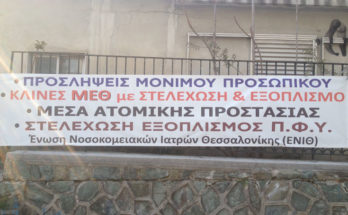 • ΠΡΟΣΛΗΨΕΙΣ ΜΟΝΙΜΟΥ ΠΡΟΣΩΠΙΚΟΥ
• ΚΛΙΝΕΣ ΜΕΘ με ΣΤΕΛΕΧΩΣΗ & ΕΞΟΠΛΙΣΜΟ
• ΜΕΣΑ ΑΤΟΜΙΚΗΣ ΠΡΟΣΤΑΣΙΑΣ
• ΣΤΕΛΕΧΩΣΗ ΕΞΟΠΛΙΣΜΟΣ Π.Φ.Υ.
Ένωση Νοσοκομειακών Ιατρών Θεσσαλονίκης (ΕΝΙΘ)